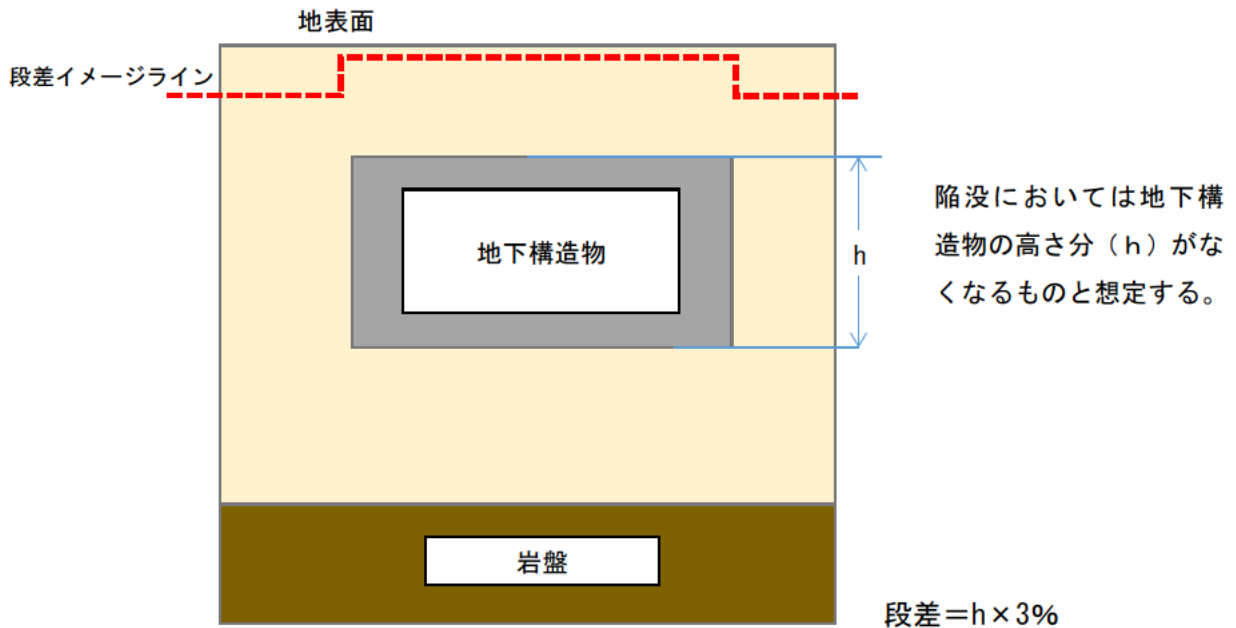 地表面
段差イメージライン
地下構造物
h
陥没においては地下構
造物の高さ分（ｈ）がな
くなるものと想定する。
岩盤
段差＝h×3%